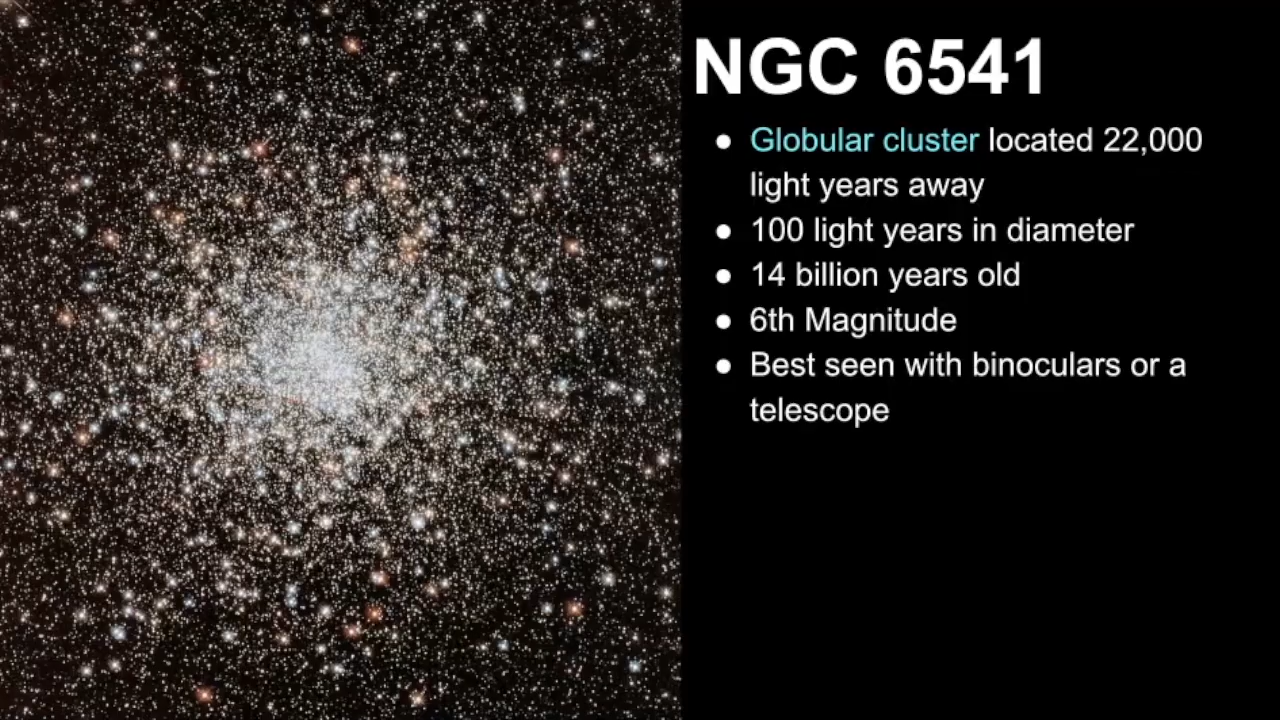 NGC 6541
● Globular cluster located 22,000
light years away
● 100 light years in diameter
● 14 billion years old
● 6th Magnitude
● Best seen with binoculars or a
telescope